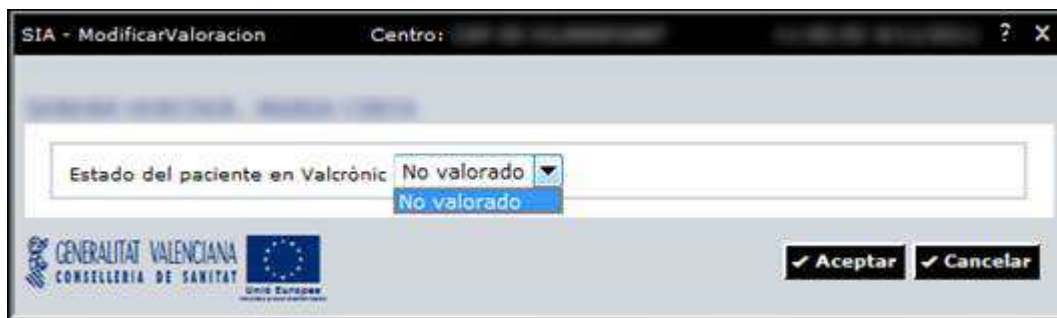 SIA - ModificarValoracion Centro: ? X
Estado del paciente en Valcrònic No valorado
No valorado
GENERALITAT VALENCIANA
CONSELLERIA DE SANITAT
Unió Europea
Aceptar Cancelar